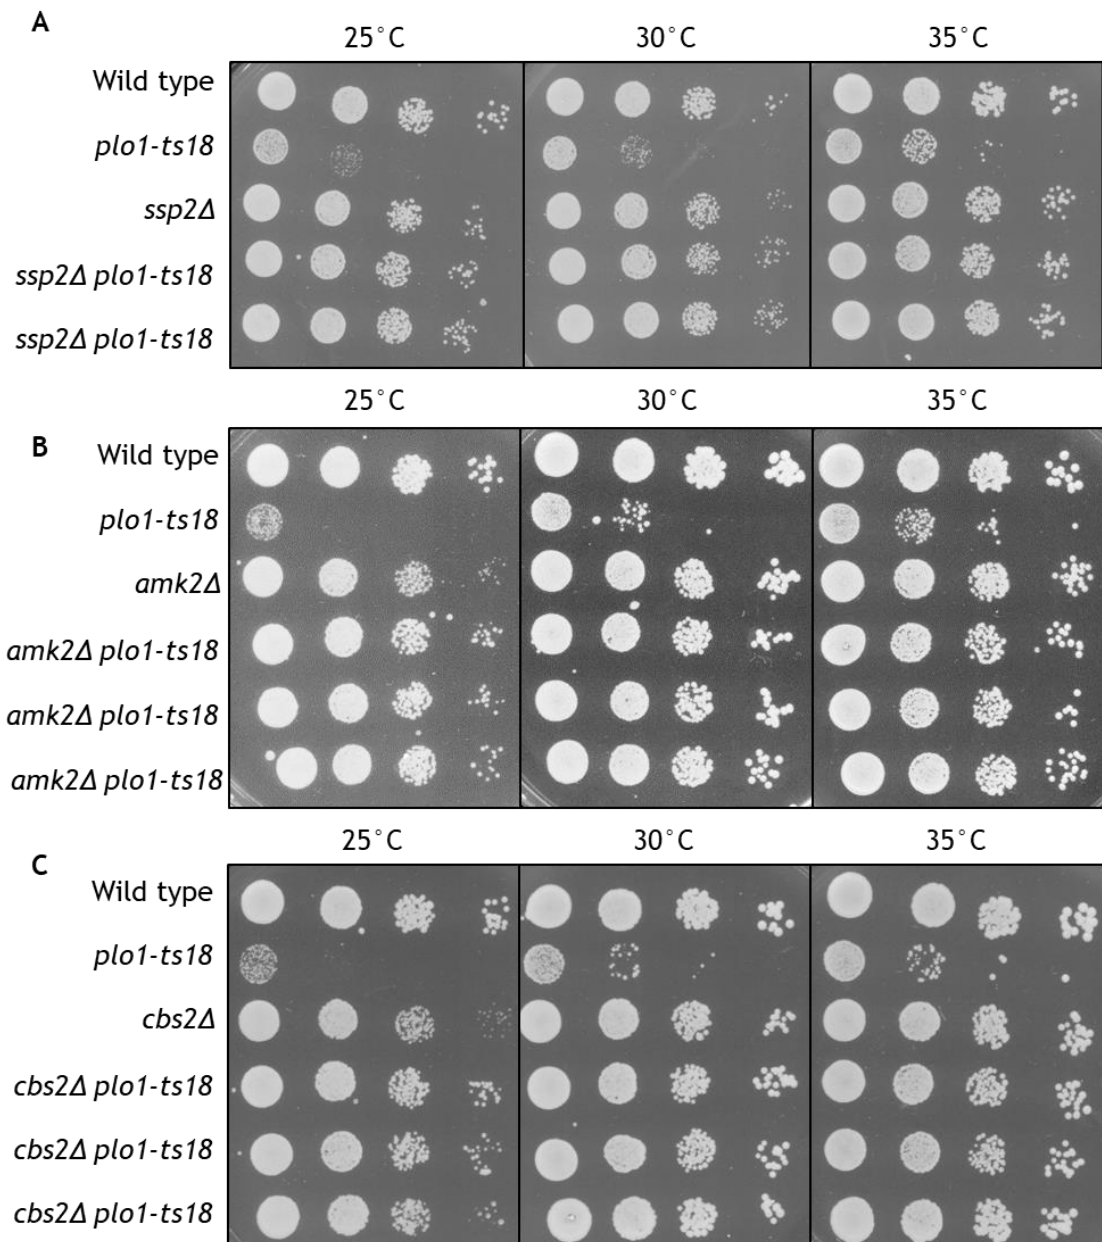 A
25°C 30°C 35°C
Wild type
plo1-ts18
ssp2Δ
ssp2Δ plo1-ts18
ssp2Δ plo1-ts18
25°C 30°C 35°C
B
Wild type
plo1-ts18
amk2Δ
amk2Δ plo1-ts18
amk2Δ plo1-ts18
amk2Δ plo1-ts18
25°C 30°C 35°C
C
Wild type
plo1-ts18
cbs2Δ
cbs2Δ plo1-ts18
cbs2Δ plo1-ts18
cbs2Δ plo1-ts18